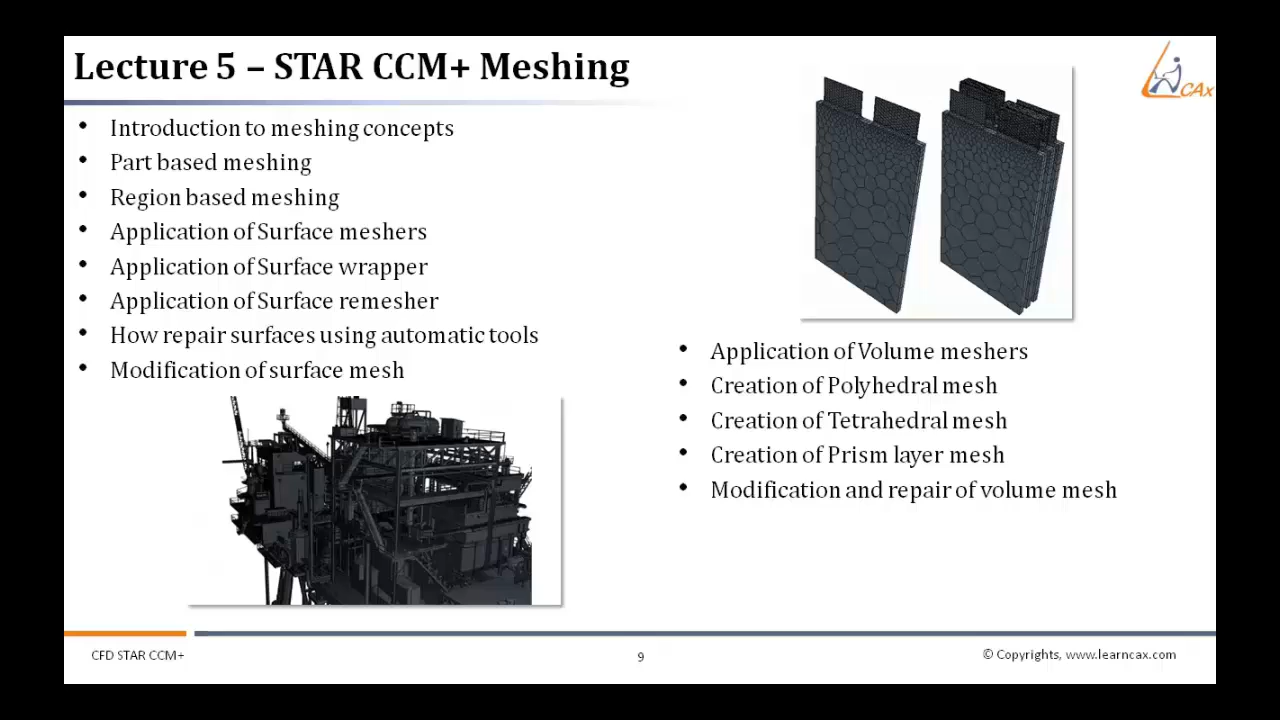 Lecture 5 – STAR CCM+ Meshing
• Introduction to meshing concepts
• Part based meshing
• Region based meshing
• Application of Surface meshers
• Application of Surface wrapper
• Application of Surface remesher
• How repair surfaces using automatic tools
• Modification of surface mesh
CAx
• Application of Volume meshers
• Creation of Polyhedral mesh
• Creation of Tetrahedral mesh
• Creation of Prism layer mesh
• Modification and repair of volume mesh
CFD STAR CCM+
9
© Copyrights, www.learncax.com